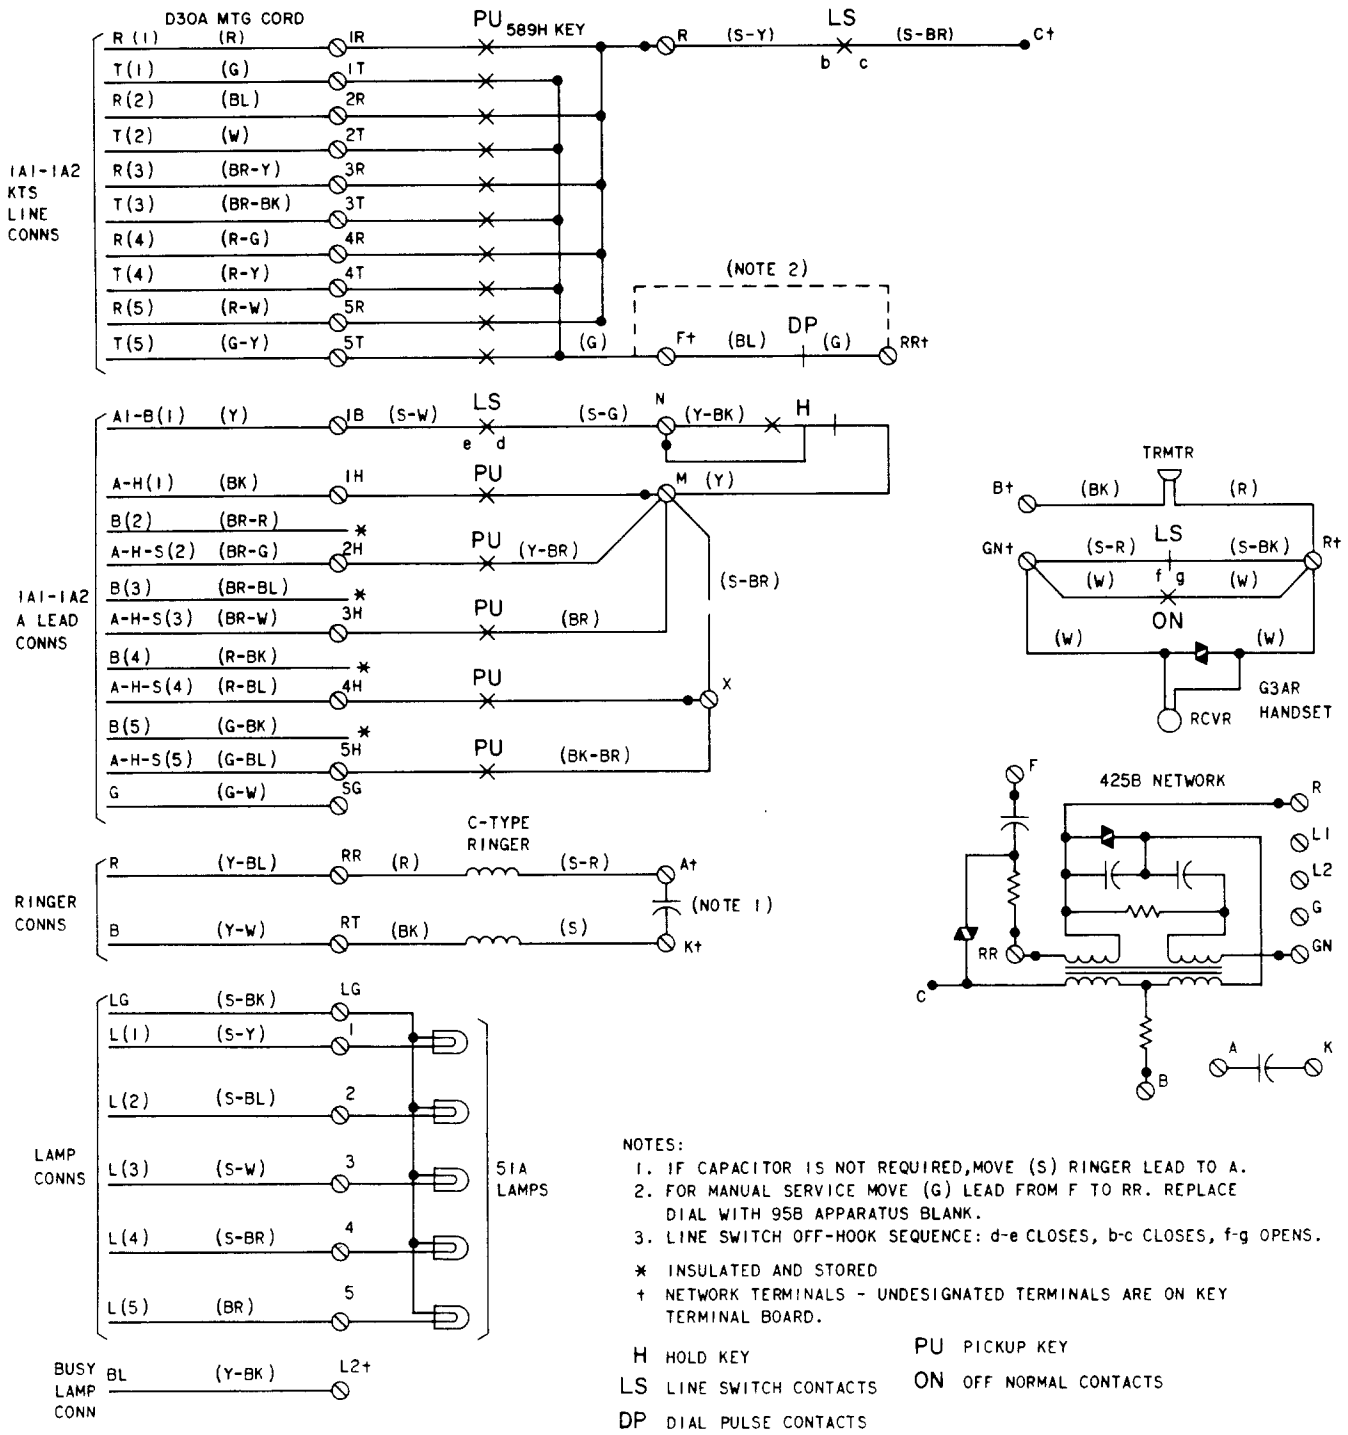 D30A MTG CORD
PU 589H KEY
LS
R (1) (R) 1R
R (S-Y) (S-BR) C†
b c
T(1) (G) 1T
R(2) (BL) 2R
T(2) (W) 2T
R(3) (BR-Y) 3R
T(3) (BR-BK) 3T
R(4) (R-G) 4R
T(4) (R-Y) 4T
R(5) (R-W) 5R
T(5) (G-Y) 5T
1A1-1A2
KTS
LINE
CONNS
(NOTE 2)
DP
(G) F† (BL) (G) RR†
A1-B(1) (Y) 1B (S-W) LS (S-G) N (Y-BK) H
e d
A-H(1) (BK) 1H PU M (Y)
B(2) (BR-R) *
A-H-S(2) (BR-G) 2H PU (Y-BR)
B(3) (BR-BL) *
(S-BR)
A-H-S(3) (BR-W) 3H PU (BR)
B(4) (R-BK) *
A-H-S(4) (R-BL) 4H PU X
B(5) (G-BK) *
A-H-S(5) (G-BL) 5H PU (BK-BR)
G (G-W) SG
1A1-1A2
A LEAD
CONNS
TRMTR
B† (BK) (R)
LS
GN† (S-R) (S-BK) R†
(W) f g (W)
ON
(W) (W)
RCVR
G3AR
HANDSET
C-TYPE
RINGER
R (Y-BL) RR (R) (S-R) A†
(NOTE 1)
B (Y-W) RT (BK) (S) K†
RINGER
CONNS
F
425B NETWORK
R
L1
L2
G
GN
RR
C
B
A K
LG (S-BK) LG
L(1) (S-Y) 1
L(2) (S-BL) 2
L(3) (S-W) 3
L(4) (S-BR) 4
L(5) (BR) 5
LAMP
CONNS
51A
LAMPS
BUSY
LAMP
CONN
BL (Y-BK) L2†
NOTES:
1. IF CAPACITOR IS NOT REQUIRED, MOVE (S) RINGER LEAD TO A.
2. FOR MANUAL SERVICE MOVE (G) LEAD FROM F TO RR. REPLACE
DIAL WITH 95B APPARATUS BLANK.
3. LINE SWITCH OFF-HOOK SEQUENCE: d-e CLOSES, b-c CLOSES, f-g OPENS.
* INSULATED AND STORED
† NETWORK TERMINALS - UNDESIGNATED TERMINALS ARE ON KEY
TERMINAL BOARD.
H HOLD KEY
PU PICKUP KEY
LS LINE SWITCH CONTACTS
ON OFF NORMAL CONTACTS
DP DIAL PULSE CONTACTS